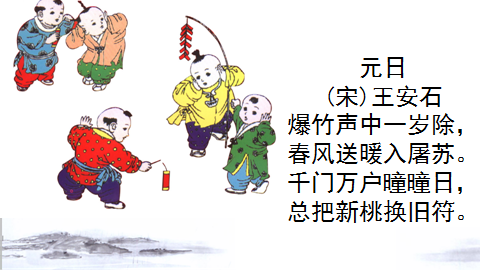 元日
(宋)王安石
爆竹声中一岁除，
春风送暖入屠苏。
千门万户曈曈日，
总把新桃换旧符。